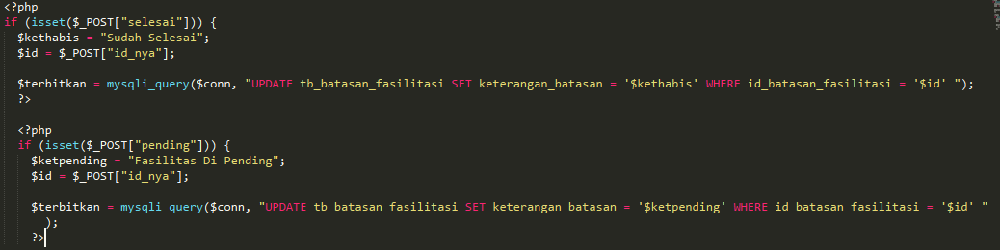 <?php
if (isset($_POST["selesai"])) {
$kethabis = "Sudah Selesai";
$id = $_POST["id_nya"];
$terbitkan = mysqli_query($conn, "UPDATE tb_batasan_fasilitasi SET keterangan_batasan = '$kethabis' WHERE id_batasan_fasilitasi = '$id' ");
?>
<?php
if (isset($_POST["pending"])) {
$ketpending = "Fasilitas Di Pending";
$id = $_POST["id_nya"];
$terbitkan = mysqli_query($conn, "UPDATE tb_batasan_fasilitasi SET keterangan_batasan = '$ketpending' WHERE id_batasan_fasilitasi = '$id' "
);
?>